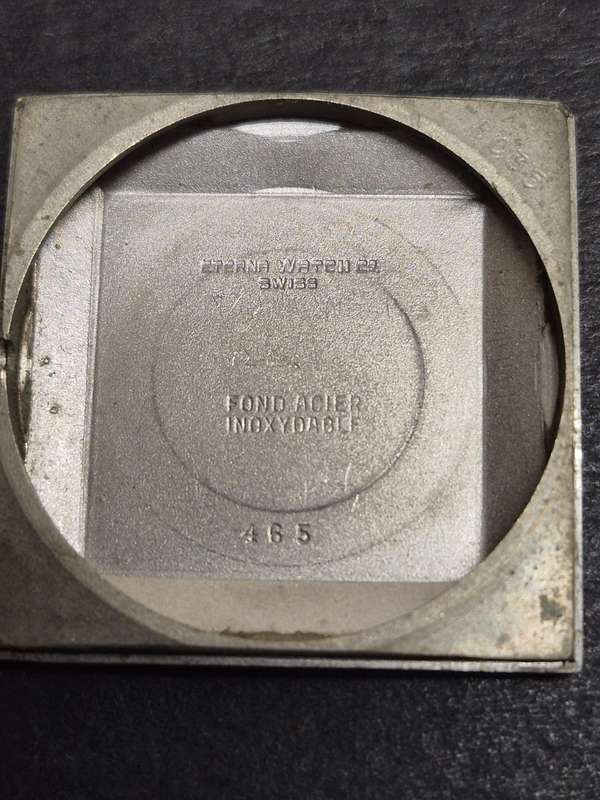 ETERNA WATCH Co.
SWISS
FOND ACIER
INOXYDABLE
465